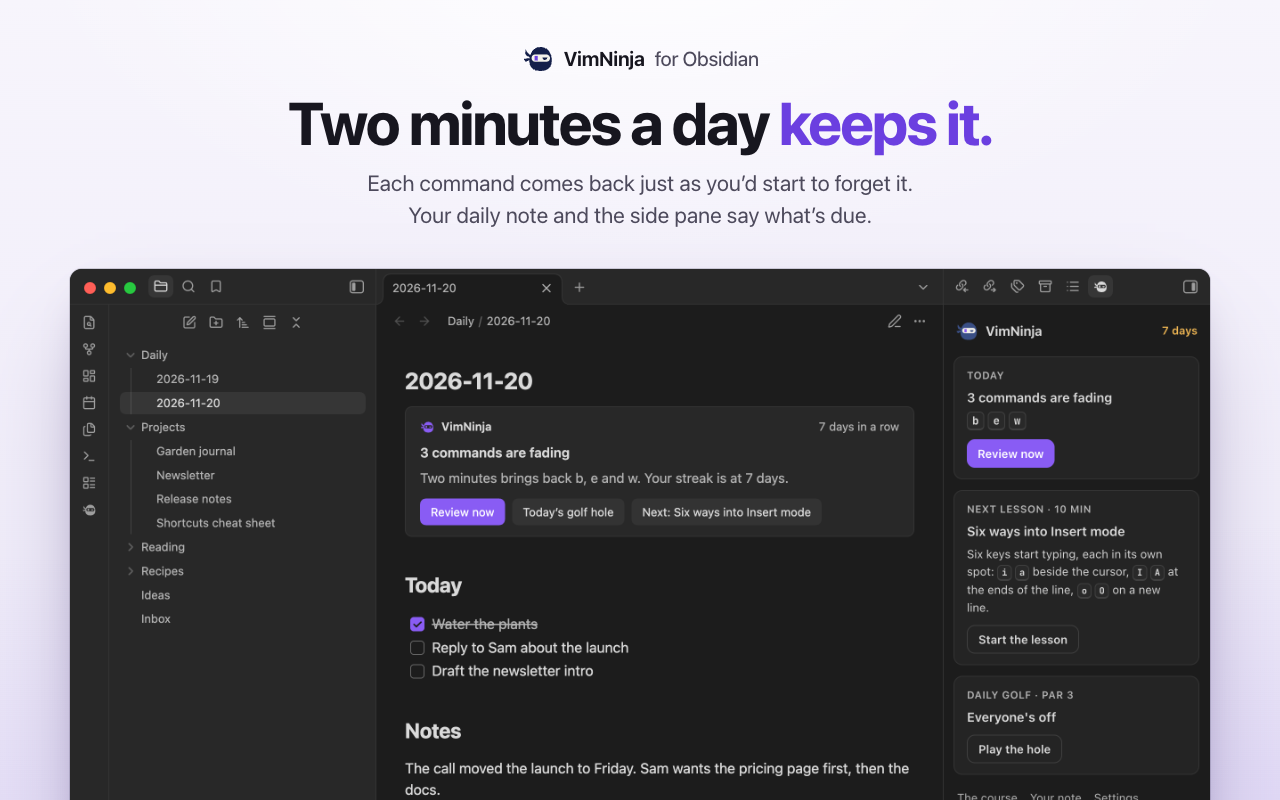 VimNinja for Obsidian
Two minutes a day keeps it.
Each command comes back just as you’d start to forget it.
Your daily note and the side pane say what’s due.
2026-11-20
Daily / 2026-11-20
Daily
2026-11-19
2026-11-20
Projects
Garden journal
Newsletter
Release notes
Shortcuts cheat sheet
Reading
Recipes
Ideas
Inbox
2026-11-20
VimNinja
7 days in a row
3 commands are fading
Two minutes brings back b, e and w. Your streak is at 7 days.
Review now
Today’s golf hole
Next: Six ways into Insert mode
Today
Water the plants
Reply to Sam about the launch
Draft the newsletter intro
Notes
The call moved the launch to Friday. Sam wants the pricing page first, then the
docs.
VimNinja
7 days
TODAY
3 commands are fading
b e w
Review now
NEXT LESSON · 10 MIN
Six ways into Insert mode
Six keys start typing, each in its own
spot: i a beside the cursor, I A at
the ends of the line, o O on a new
line.
Start the lesson
DAILY GOLF · PAR 3
Everyone's off
Play the hole
The course Your note Settings